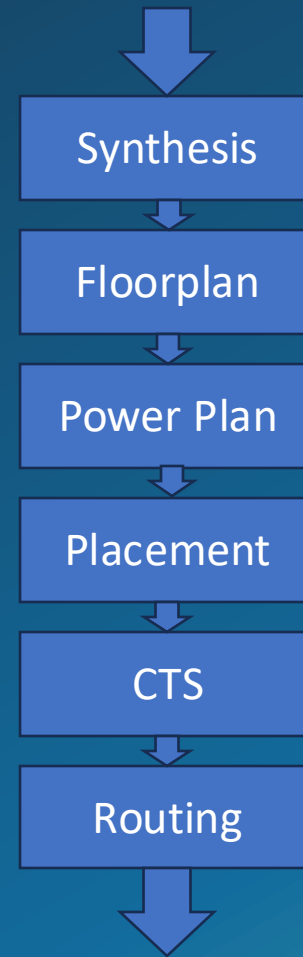 Synthesis
Floorplan
Power Plan
Placement
CTS
Routing